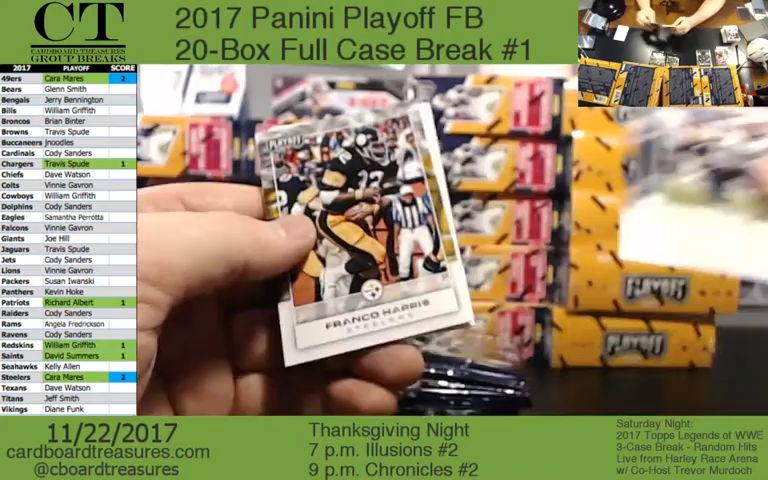 CT
CARDBOARD TREASURES
GROUP BREAKS
2017 Panini Playoff FB
20-Box Full Case Break #1
2017 PLAYOFF SCORE
49ers Cara Mares 2
Bears Glenn Smith
Bengals Jerry Bennington
Bills William Griffith
Broncos Brian Binter
Browns Travis Spude
Buccaneers Jnoodles
Cardinals Cody Sanders
Chargers Travis Spude 1
Chiefs Dave Watson
Colts Vinnie Gavron
Cowboys William Griffith
Dolphins Cody Sanders
Eagles Samantha Perrotta
Falcons Vinnie Gavron
Giants Joe Hill
Jaguars Travis Spude
Jets Cody Sanders
Lions Vinnie Gavron
Packers Susan Iwanski
Panthers Kevin Hoke
Patriots Richard Albert 1
Raiders Cody Sanders
Rams Angela Fredrickson
Ravens Cody Sanders
Redskins William Griffith 1
Saints David Summers 1
Seahawks Kelly Allen
Steelers Cara Mares 2
Texans Dave Watson
Titans Jeff Smith
Vikings Diane Funk
PLAYOFF
FRANCO HARRIS
STEELERS
PLAYOFF
PLAYOFF
11/22/2017
cardboardtreasures.com
@cboardtreasures
Thanksgiving Night
7 p.m. Illusions #2
9 p.m. Chronicles #2
Saturday Night:
2017 Topps Legends of WWE
3-Case Break - Random Hits
Live from Harley Race Arena
w/ Co-Host Trevor Murdoch